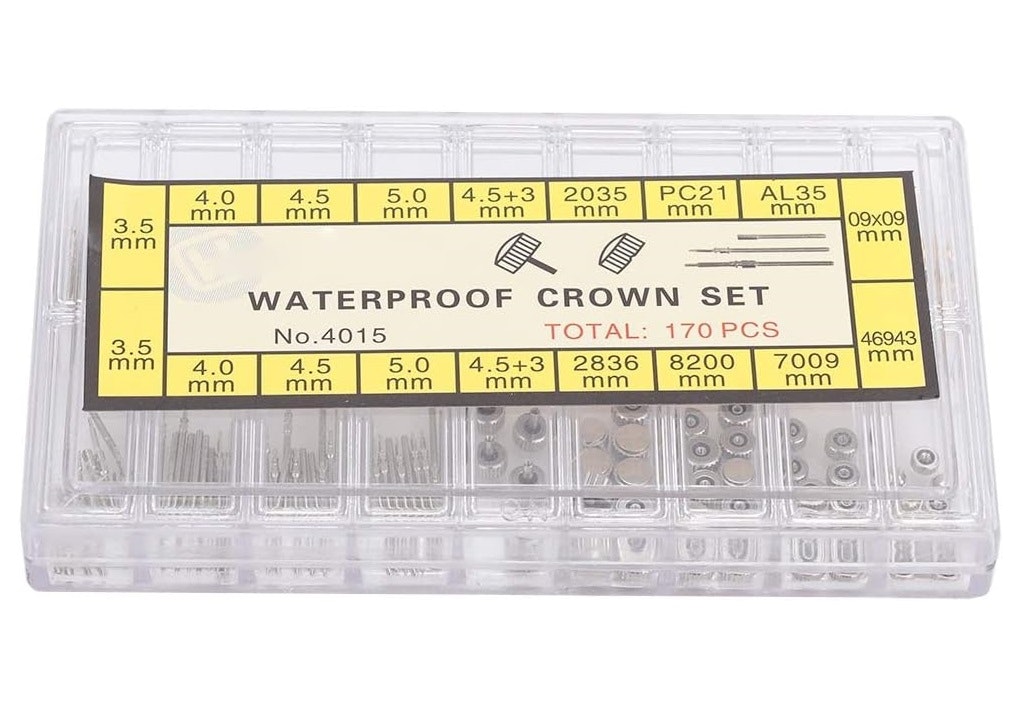 3.5 mm
4.0 mm
4.5 mm
5.0 mm
4.5+3 mm
2035 mm
PC21 mm
AL35 mm
09x09 mm
WATERPROOF CROWN SET
No.4015
TOTAL: 170 PCS
3.5 mm
4.0 mm
4.5 mm
5.0 mm
4.5+3 mm
2836 mm
8200 mm
7009 mm
46943 mm